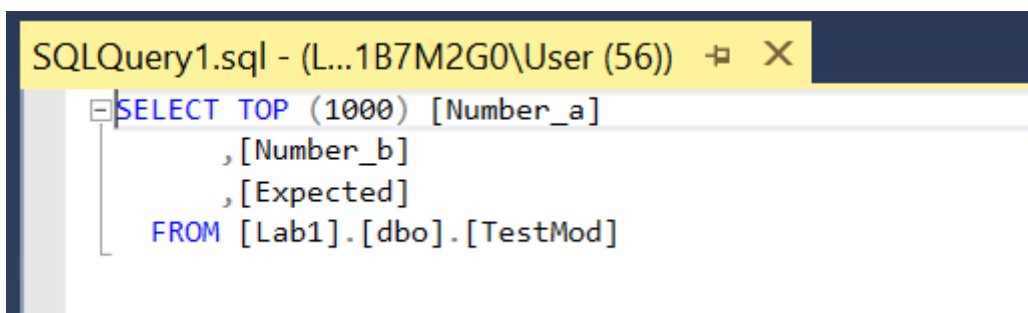 SQLQuery1.sql - (L...1B7M2G0\User (56))
SELECT TOP (1000) [Number_a]
,[Number_b]
,[Expected]
FROM [Lab1].[dbo].[TestMod]